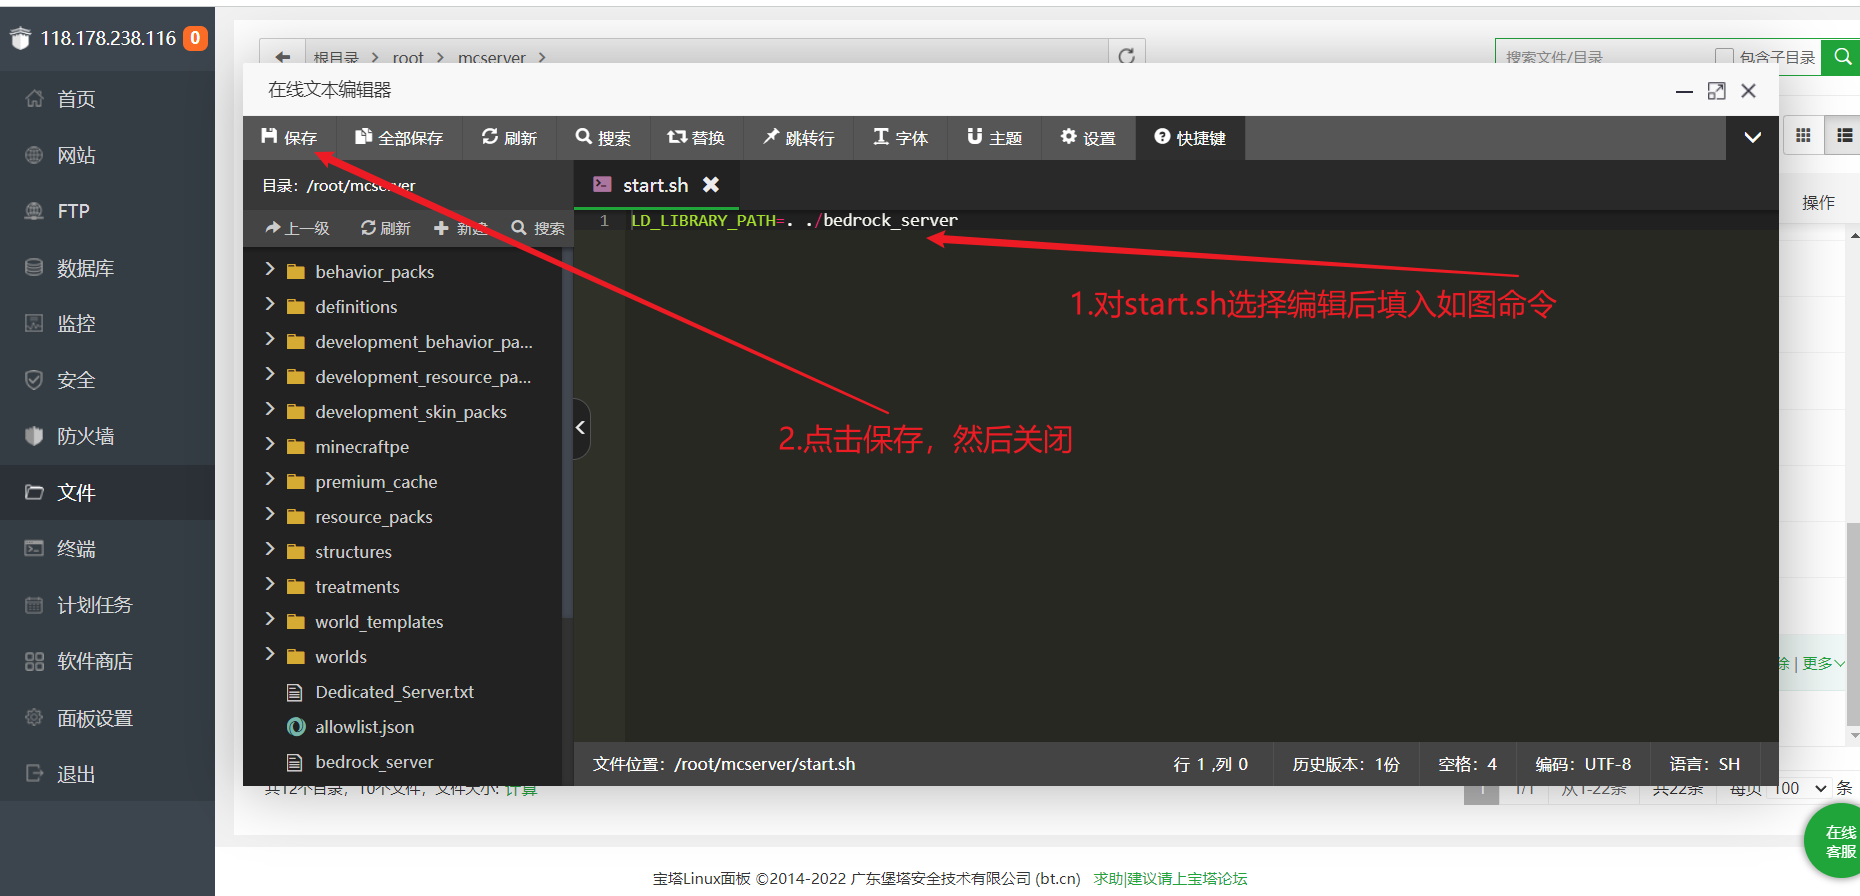 118.178.238.116 0
首页
网站
FTP
数据库
监控
安全
防火墙
文件
终端
计划任务
软件商店
面板设置
退出
根目录 root mcserver
搜索文件/目录 包含子目录
在线文本编辑器
保存 全部保存 刷新 搜索 替换 跳转行 字体 主题 设置 快捷键
目录：/root/mcserver
start.sh
操作
上一级 刷新 新建 搜索
1 LD_LIBRARY_PATH=. ./bedrock_server
behavior_packs
definitions
development_behavior_pa...
development_resource_pa...
development_skin_packs
minecraftpe
premium_cache
resource_packs
structures
treatments
world_templates
worlds
Dedicated_Server.txt
allowlist.json
bedrock_server
1.对start.sh选择编辑后填入如图命令
2.点击保存，然后关闭
除 | 更多
文件位置：/root/mcserver/start.sh 行 1 ,列 0 历史版本：1份 空格：4 编码：UTF-8 语言：SH
共12个目录，10个文件，文件大小: 计算 1 1/1 从1-22条 共22条 每页 100 条
在线
客服
宝塔Linux面板 ©2014-2022 广东堡塔安全技术有限公司 (bt.cn) 求助|建议请上宝塔论坛